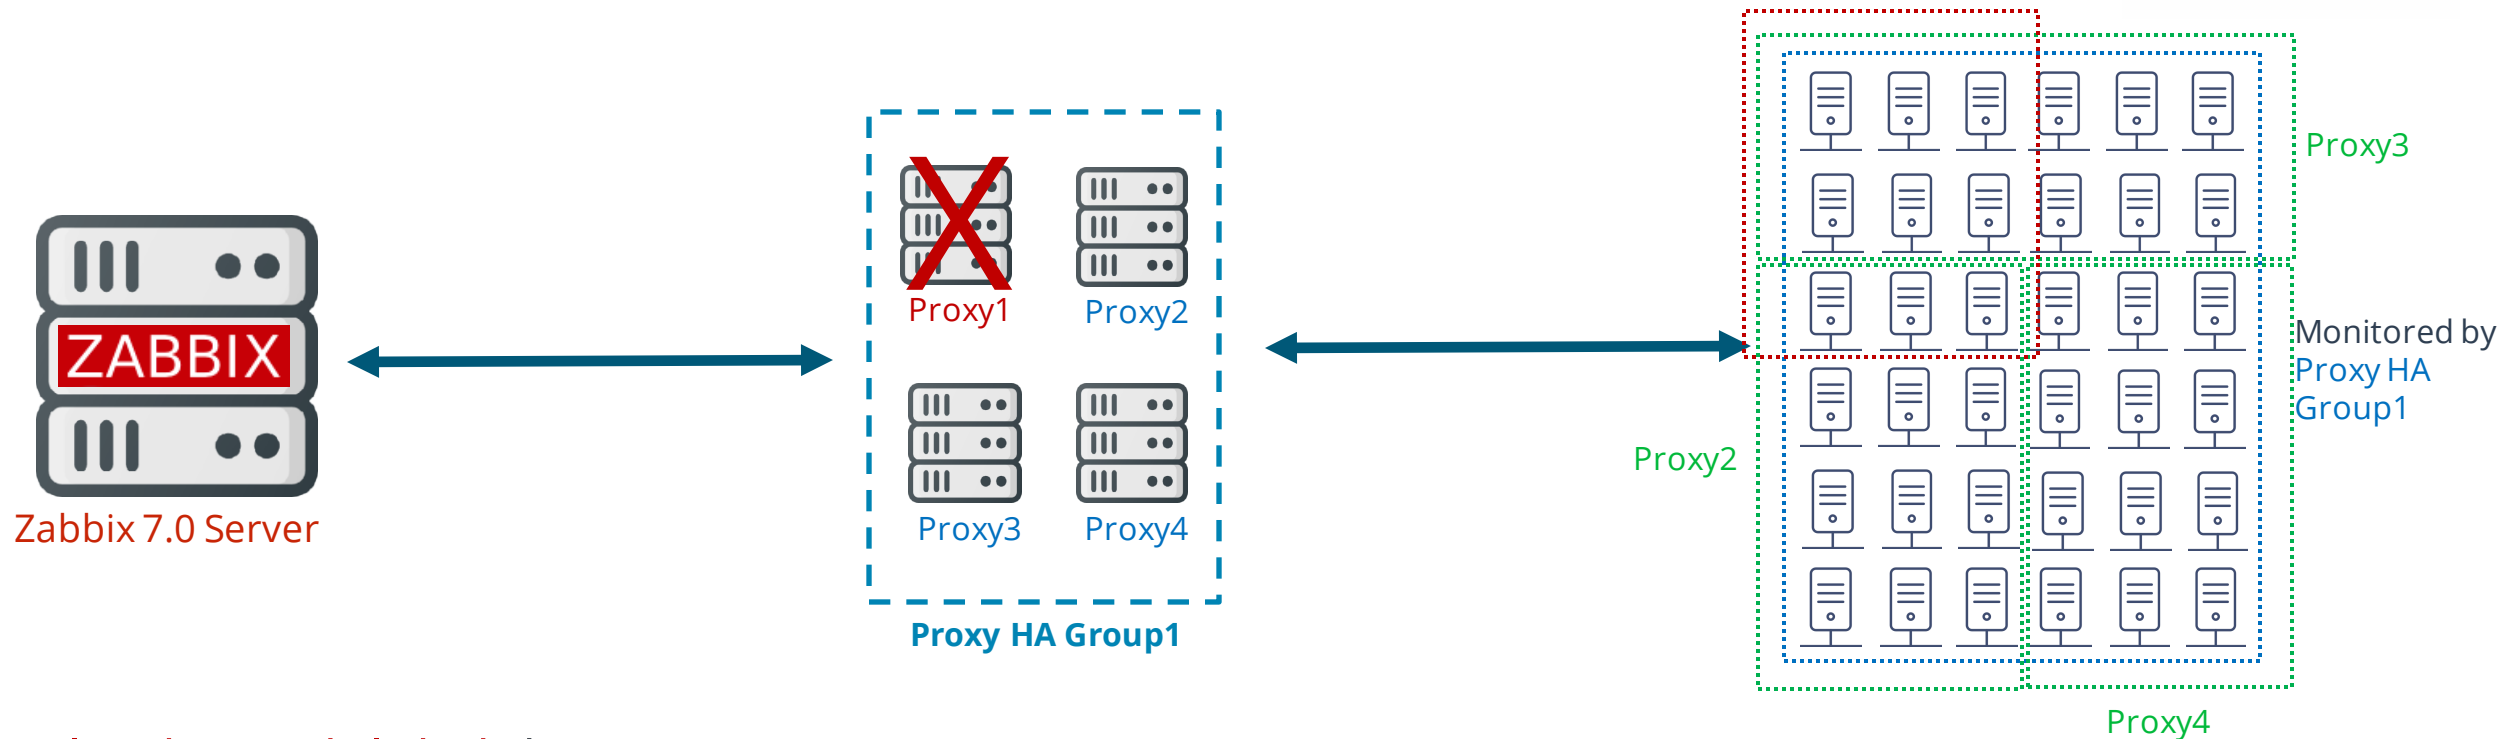 ZABBIX
Zabbix 7.0 Server
Proxy1
Proxy2
Proxy3
Proxy4
Proxy HA Group1
Proxy3
Monitored by
Proxy HA
Group1
Proxy2
Proxy4